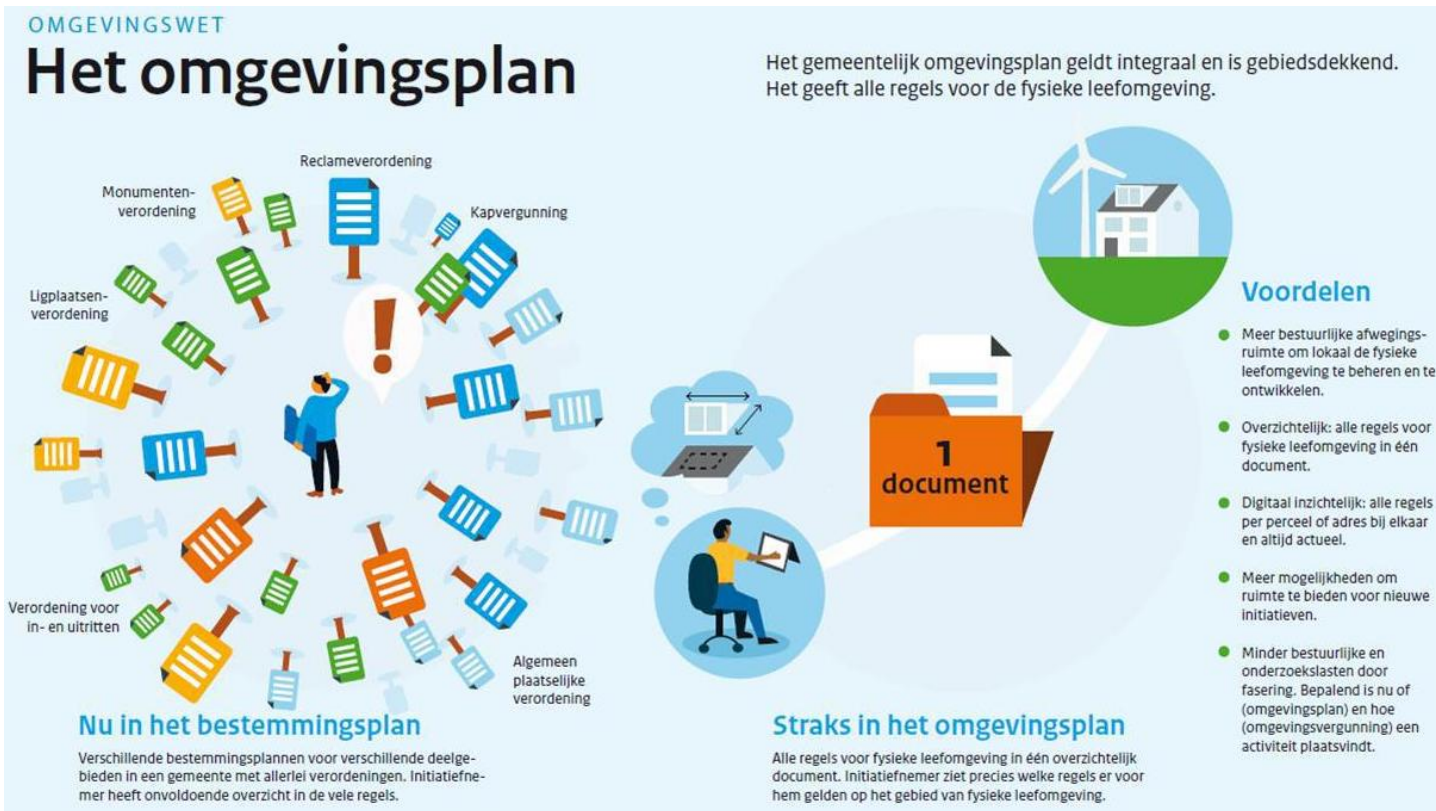 OMGEVINGSWET
Het omgevingsplan
Het gemeentelijk omgevingsplan geldt integraal en is gebiedsdekkend.
Het geeft alle regels voor de fysieke leefomgeving.
Reclameverordening
Monumenten-
verordening
Kapvergunning
Ligplaatsen-
verordening
Verordening voor
in- en uitritten
Algemeen
plaatselijke
verordening
Nu in het bestemmingsplan
Verschillende bestemmingsplannen voor verschillende deelge-
bieden in een gemeente met allerlei verordeningen. Initiatiefne-
mer heeft onvoldoende overzicht in de vele regels.
!
1
document
Straks in het omgevingsplan
Alle regels voor fysieke leefomgeving in één overzichtelijk
document. Initiatiefnemer ziet precies welke regels er voor
hem gelden op het gebied van fysieke leefomgeving.
Voordelen
Meer bestuurlijke afwegings-
ruimte om lokaal de fysieke
leefomgeving te beheren en te
ontwikkelen.
Overzichtelijk: alle regels voor
fysieke leefomgeving in één
document.
Digitaal inzichtelijk: alle regels
per perceel of adres bij elkaar
en altijd actueel.
Meer mogelijkheden om
ruimte te bieden voor nieuwe
initiatieven.
Minder bestuurlijke en
onderzoekslasten door
fasering. Bepalend is nu of
(omgevingsplan) en hoe
(omgevingsvergunning) een
activiteit plaatsvindt.